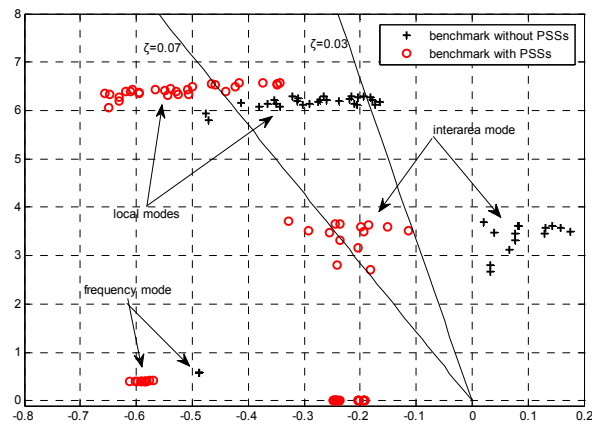 8
7
6
5
4
3
2
1
0
-0.8
-0.7
-0.6
-0.5
-0.4
-0.3
-0.2
-0.1
0
0.1
0.2
ζ=0.07
ζ=0.03
benchmark without PSSs
benchmark with PSSs
interarea mode
local modes
frequency mode